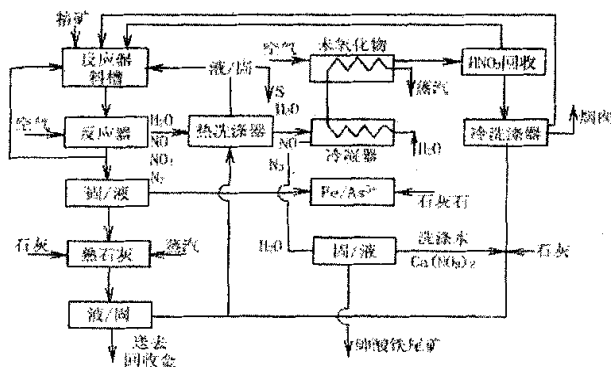 精矿
反应器
料槽
液/固
空气
汞氧化物
HNO₃回收
S
H₂O
蒸汽
烟囱
空气
反应器
H₂O
NO
NO₂
N₂
热洗涤器
NO
N₂
冷凝器
H₂O
冷洗涤器
固/液
Fe/As³⁺
石灰石
石灰
热石灰
蒸汽
H₂O
固/液
洗涤水
Ca(NO₃)₂
石灰
液/固
送去
回收金
砷酸铁尾矿